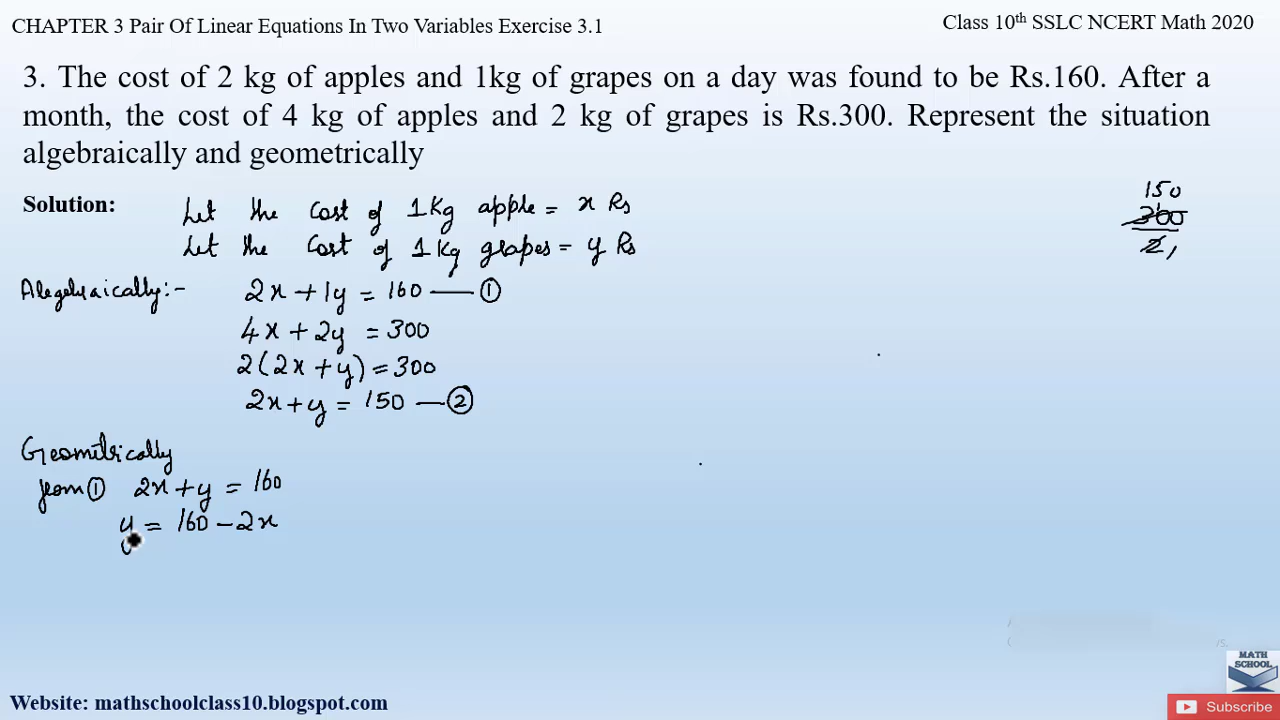 CHAPTER 3 Pair Of Linear Equations In Two Variables Exercise 3.1
Class 10th SSLC NCERT Math 2020
3. The cost of 2 kg of apples and 1kg of grapes on a day was found to be Rs.160. After a
month, the cost of 4 kg of apples and 2 kg of grapes is Rs.300. Represent the situation
algebraically and geometrically
150
300
2,
Solution:
Let the Cost of 1Kg apple = x Rs
Let the Cost of 1Kg grapes = y Rs
Alegebraically:-
2x + 1y = 160 — ①
4x + 2y = 300
2(2x + y) = 300
2x + y = 150 — ②
Geometrically
from ① 2x + y = 160
y = 160 - 2x
MATH
SCHOOL
Website: mathschoolclass10.blogspot.com
Subscribe